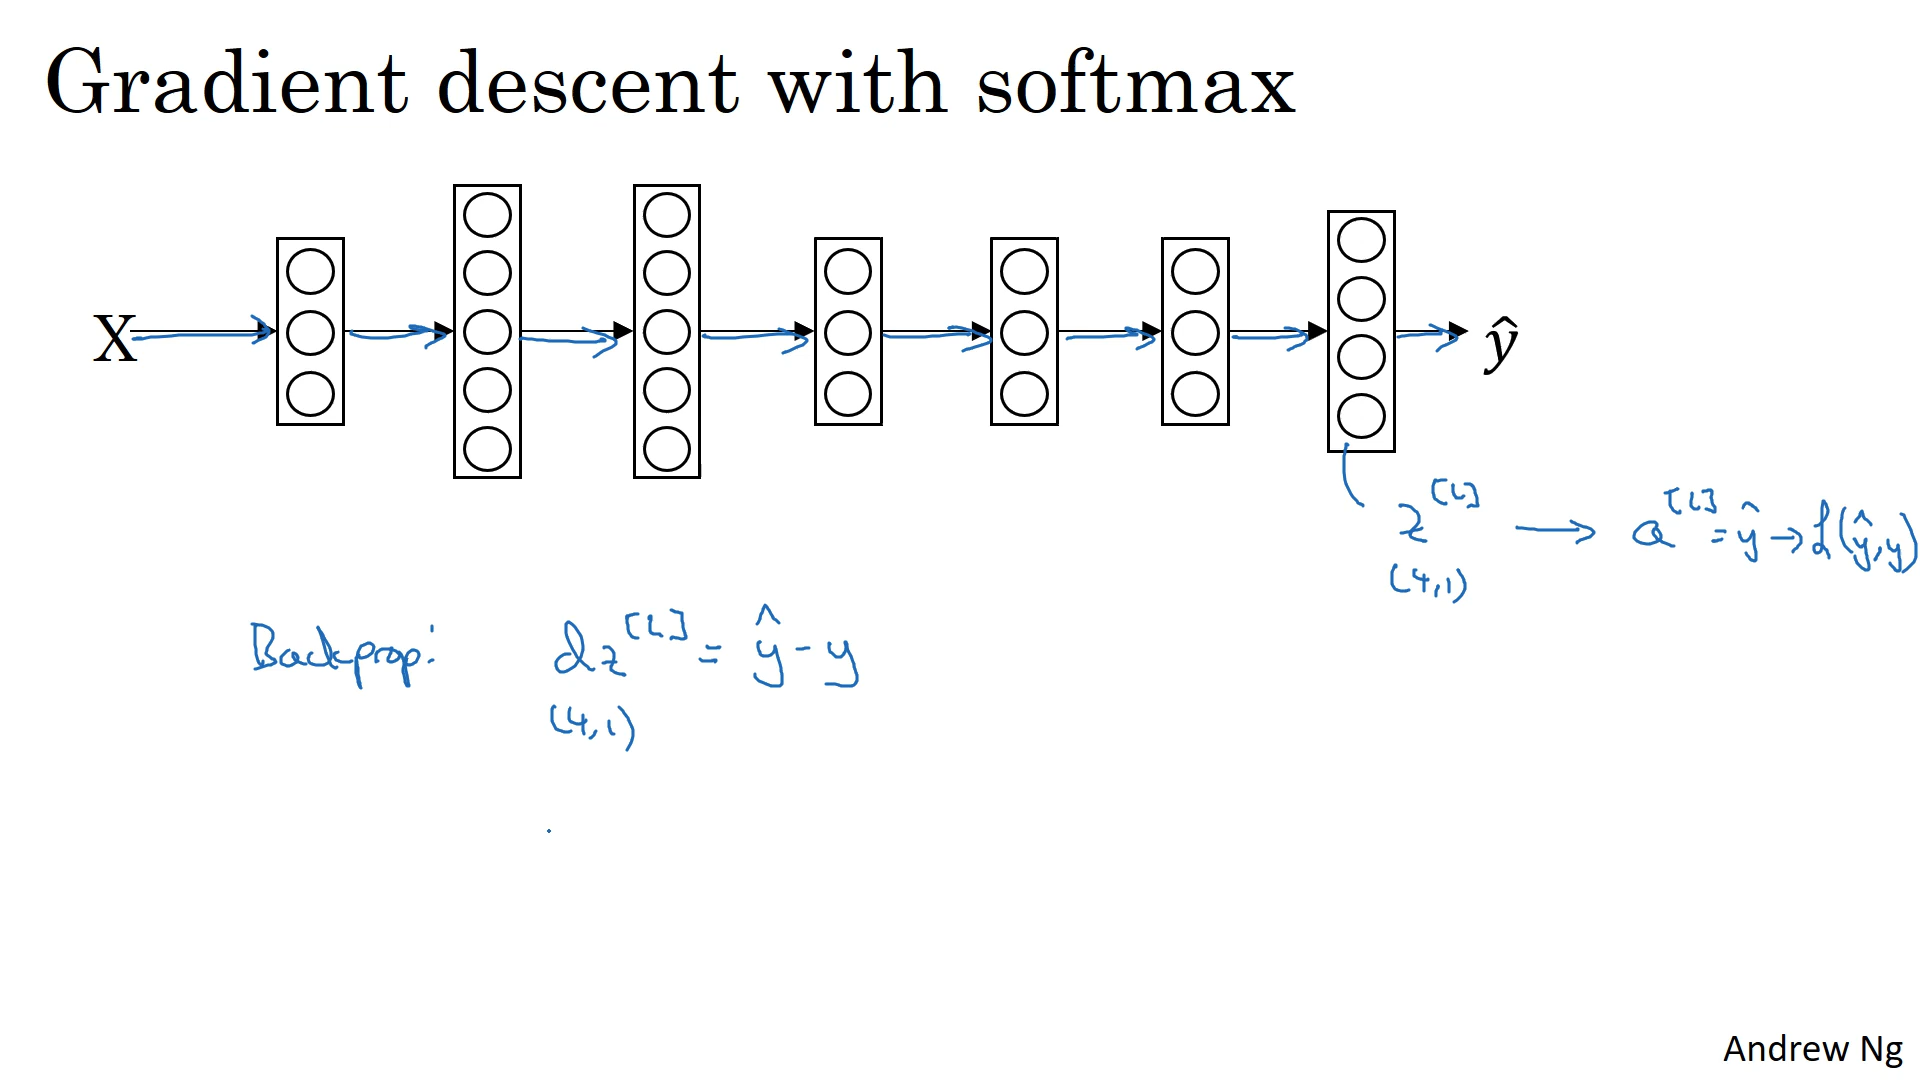 Gradient descent with softmax
X ŷ
z^[L] → a^[L] = ŷ → ℒ(ŷ, y)
(4,1)
Backprop: dz^[L] = ŷ - y
(4,1)
Andrew Ng